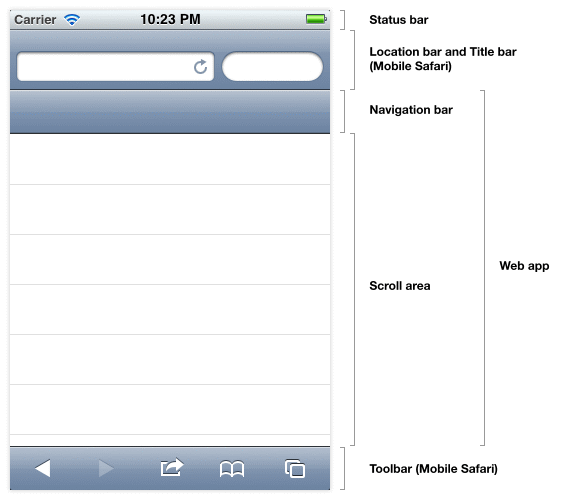 Carrier 10:23 PM
Status bar
Location bar and Title bar
(Mobile Safari)
Navigation bar
Web app
Scroll area
Toolbar (Mobile Safari)